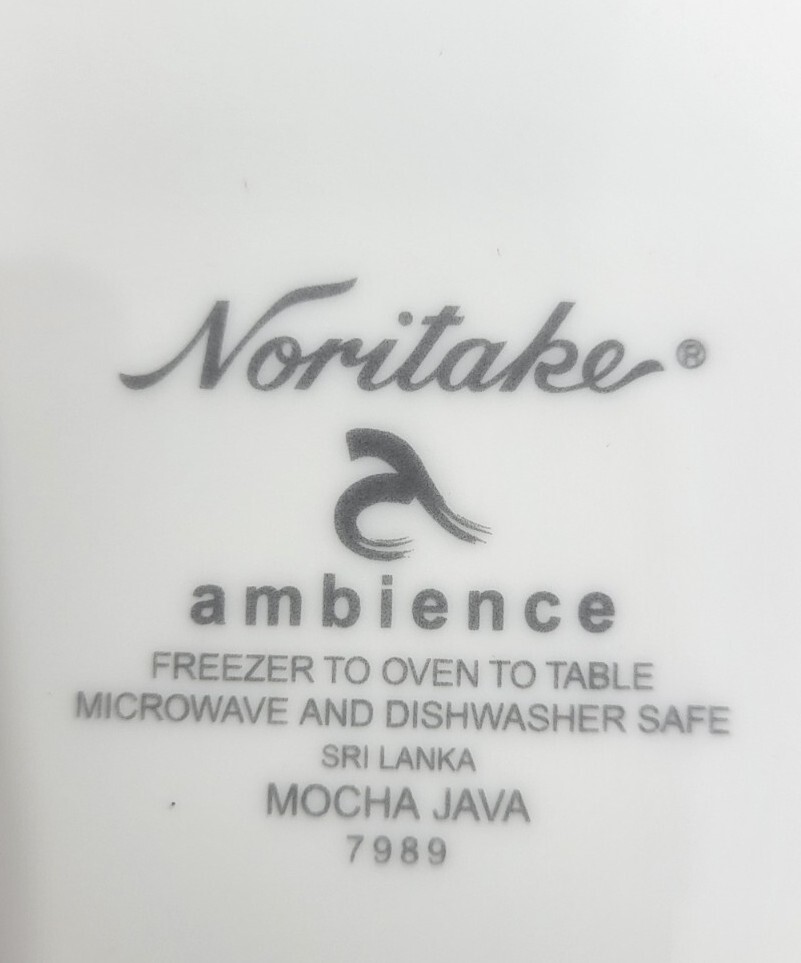 Noritake®
ambience
FREEZER TO OVEN TO TABLE
MICROWAVE AND DISHWASHER SAFE
SRI LANKA
MOCHA JAVA
7989